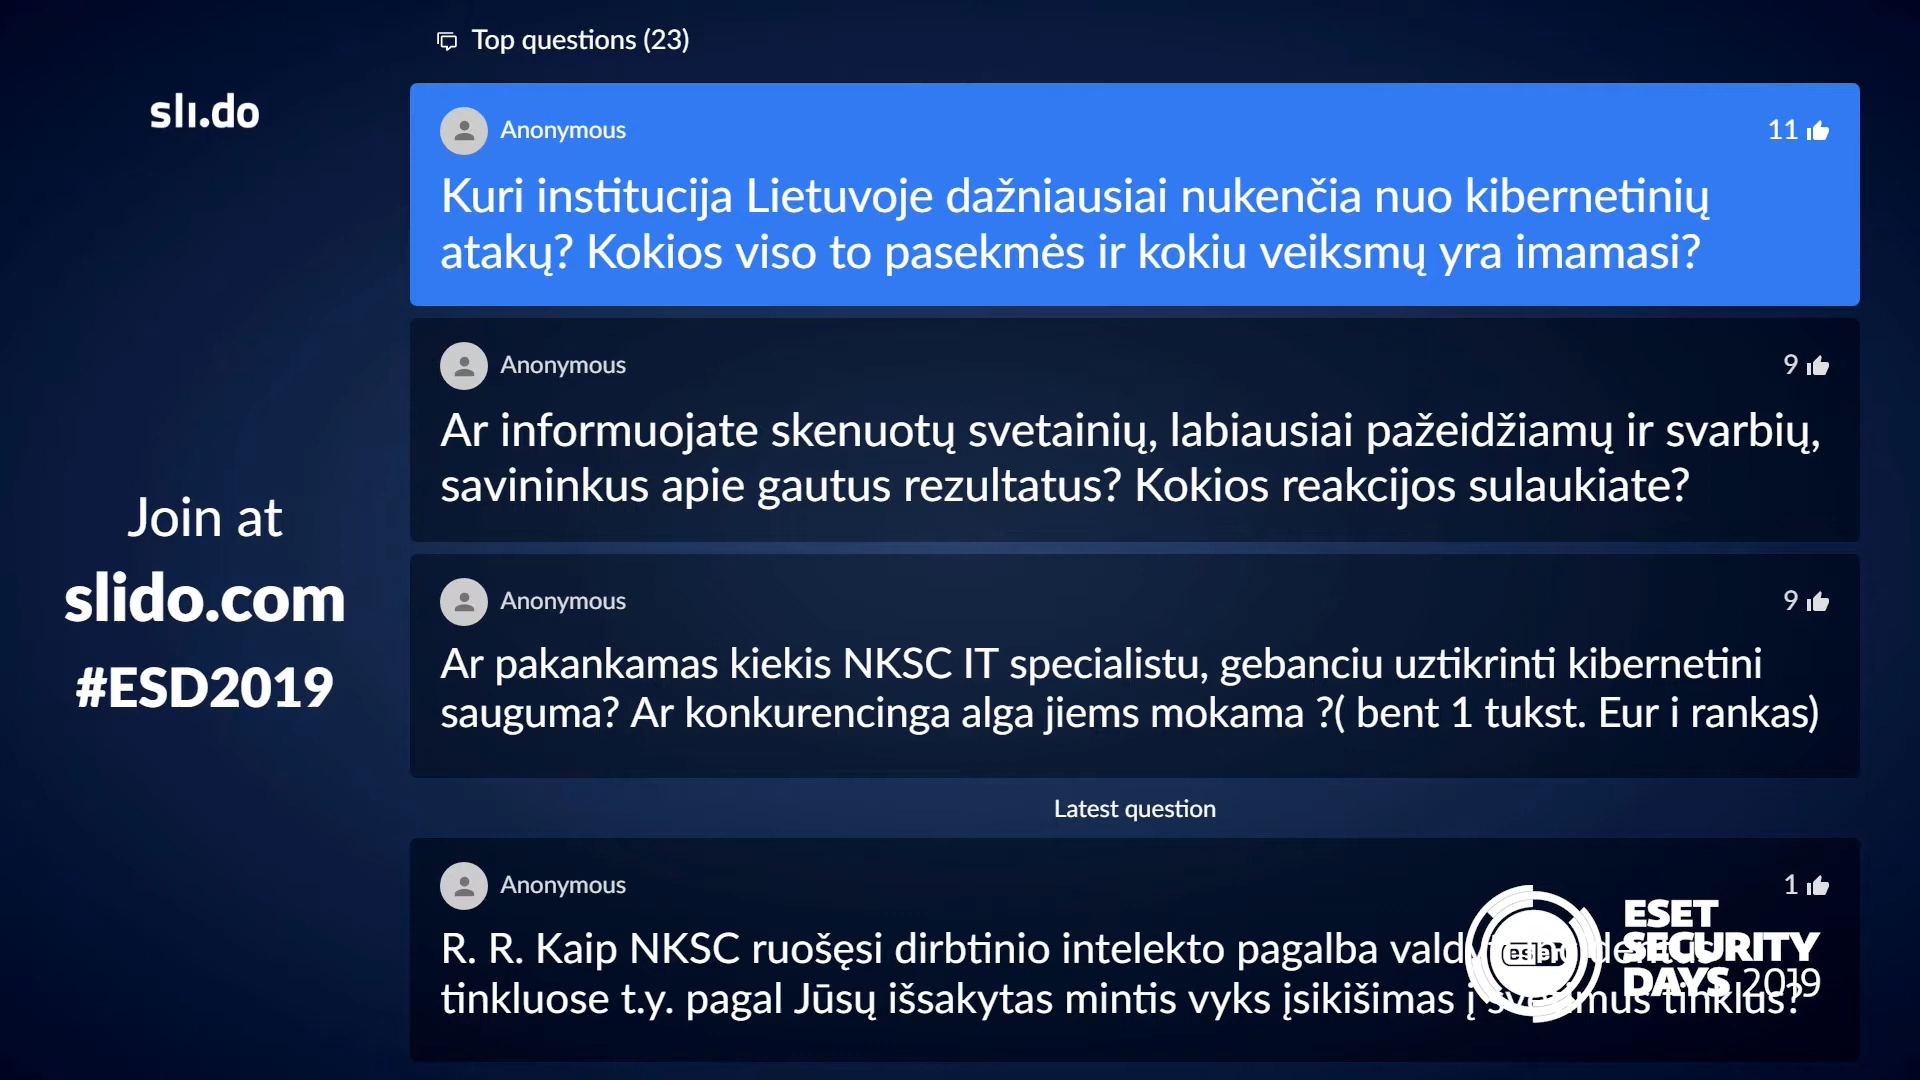 Top questions (23)
sli.do
Anonymous
11
Kuri institucija Lietuvoje dažniausiai nukenčia nuo kibernetinių
atakų? Kokios viso to pasekmės ir kokiu veiksmų yra imamasi?
Anonymous
9
Ar informuojate skenuotų svetainių, labiausiai pažeidžiamų ir svarbių,
savininkus apie gautus rezultatus? Kokios reakcijos sulaukiate?
Join at
slido.com
#ESD2019
Anonymous
9
Ar pakankamas kiekis NKSC IT specialistu, gebanciu uztikrinti kibernetini
sauguma? Ar konkurencinga alga jiems mokama ?( bent 1 tukst. Eur i rankas)
Latest question
Anonymous
1
R. R. Kaip NKSC ruošęsi dirbtinio intelekto pagalba
tinkluose t.y. pagal Jūsų išsakytas mintis vyks įsikišimas į tinklus?
eset
ESET
SECURITY
DAYS 2019